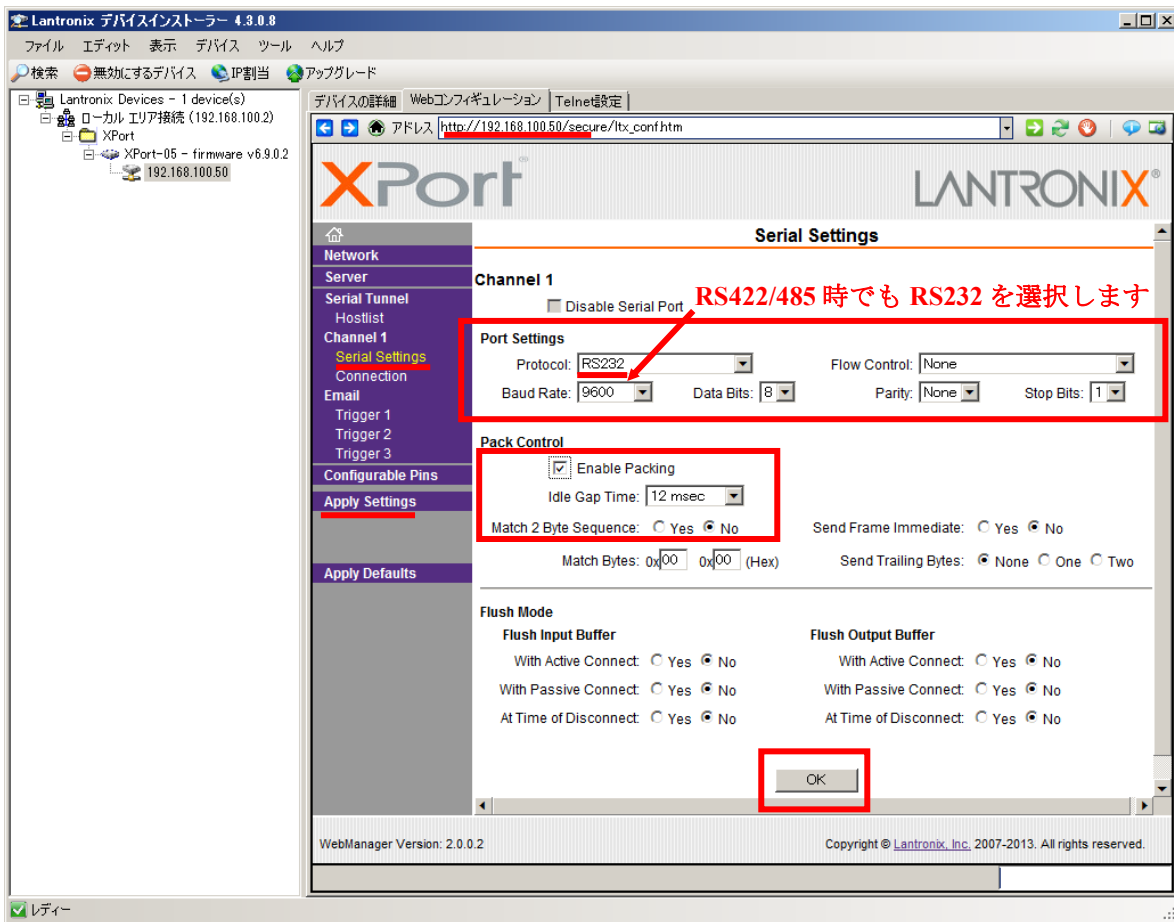 Lantronix デバイスインストーラー 4.3.0.8
ファイル エディット 表示 デバイス ツール ヘルプ
検索 無効にするデバイス IP割当 アップグレード
Lantronix Devices - 1 device(s)
ローカル エリア接続 (192.168.100.2)
XPort
XPort-05 - firmware v6.9.0.2
192.168.100.50
デバイスの詳細 Webコンフィギュレーション Telnet設定
アドレス http://192.168.100.50/secure/ltx_conf.htm
XPort® LANTRONIX®
Network
Server
Serial Tunnel
Hostlist
Channel 1
Serial Settings
Connection
Email
Trigger 1
Trigger 2
Trigger 3
Configurable Pins
Apply Settings
Apply Defaults
Serial Settings
Channel 1
Disable Serial Port
RS422/485 時でも RS232 を選択します
Port Settings
Protocol: RS232 Flow Control: None
Baud Rate: 9600 Data Bits: 8 Parity: None Stop Bits: 1
Pack Control
Enable Packing
Idle Gap Time: 12 msec
Match 2 Byte Sequence: Yes No Send Frame Immediate: Yes No
Match Bytes: 0x00 0x00 (Hex) Send Trailing Bytes: None One Two
Flush Mode
Flush Input Buffer Flush Output Buffer
With Active Connect: Yes No With Active Connect: Yes No
With Passive Connect: Yes No With Passive Connect: Yes No
At Time of Disconnect: Yes No At Time of Disconnect: Yes No
OK
WebManager Version: 2.0.0.2 Copyright © Lantronix, Inc. 2007-2013. All rights reserved.
レディー